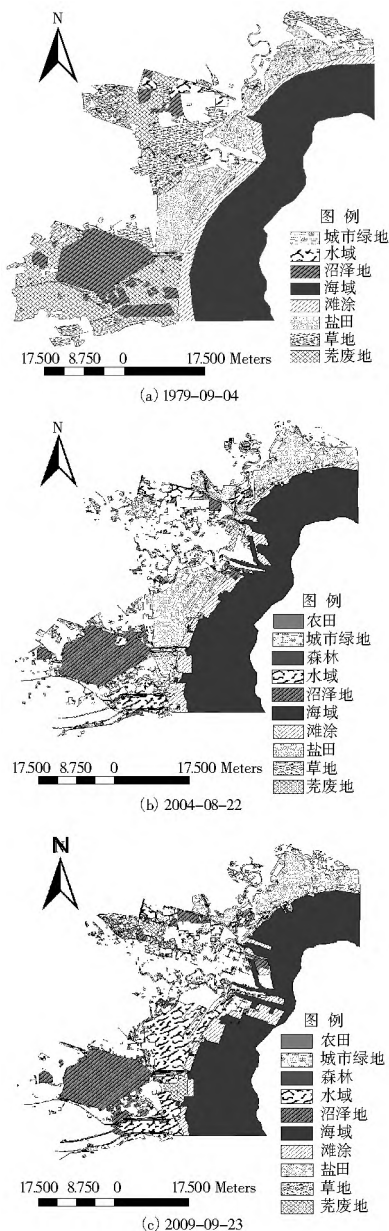 N
图 例
城市绿地
水域
沼泽地
海域
滩涂
盐田
草地
荒废地
17.500 8.750 0 17.500 Meters
(a) 1979-09-04
N
图 例
农田
城市绿地
森林
水域
沼泽地
海域
滩涂
盐田
草地
荒废地
17.500 8.750 0 17.500 Meters
(b) 2004-08-22
N
图 例
农田
城市绿地
森林
水域
沼泽地
海域
滩涂
盐田
草地
荒废地
17.500 8.750 0 17.500 Meters
(c) 2009-09-23